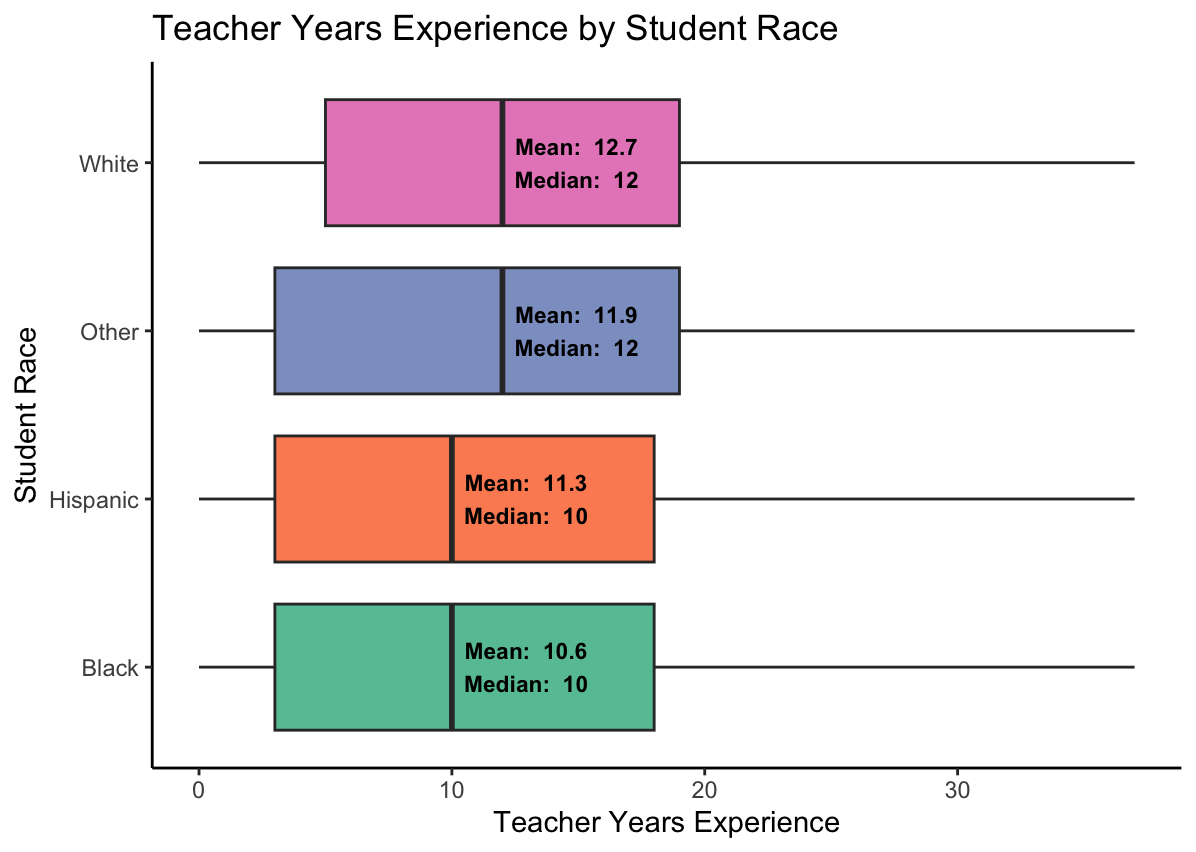 Teacher Years Experience by Student Race
Student Race
White
Mean:  12.7
Median:  12
Other
Mean:  11.9
Median:  12
Hispanic
Mean:  11.3
Median:  10
Black
Mean:  10.6
Median:  10
0 10 20 30
Teacher Years Experience